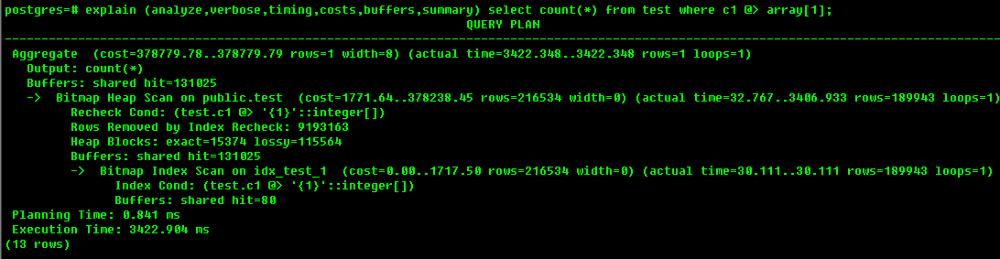 postgres=# explain (analyze,verbose,timing,costs,buffers,summary) select count(*) from test where c1 @> array[1];
QUERY PLAN
----------------------------------------------------------------------------------------------------------------------------------------
Aggregate  (cost=378779.78..378779.79 rows=1 width=8) (actual time=3422.348..3422.348 rows=1 loops=1)
Output: count(*)
Buffers: shared hit=131025
->  Bitmap Heap Scan on public.test  (cost=1771.64..378238.45 rows=216534 width=0) (actual time=32.767..3406.933 rows=189943 loops=1)
Recheck Cond: (test.c1 @> '{1}'::integer[])
Rows Removed by Index Recheck: 9193163
Heap Blocks: exact=15374 lossy=115564
Buffers: shared hit=131025
->  Bitmap Index Scan on idx_test_1  (cost=0.00..1717.50 rows=216534 width=0) (actual time=30.111..30.111 rows=189943 loops=1)
Index Cond: (test.c1 @> '{1}'::integer[])
Buffers: shared hit=80
Planning Time: 0.841 ms
Execution Time: 3422.904 ms
(13 rows)